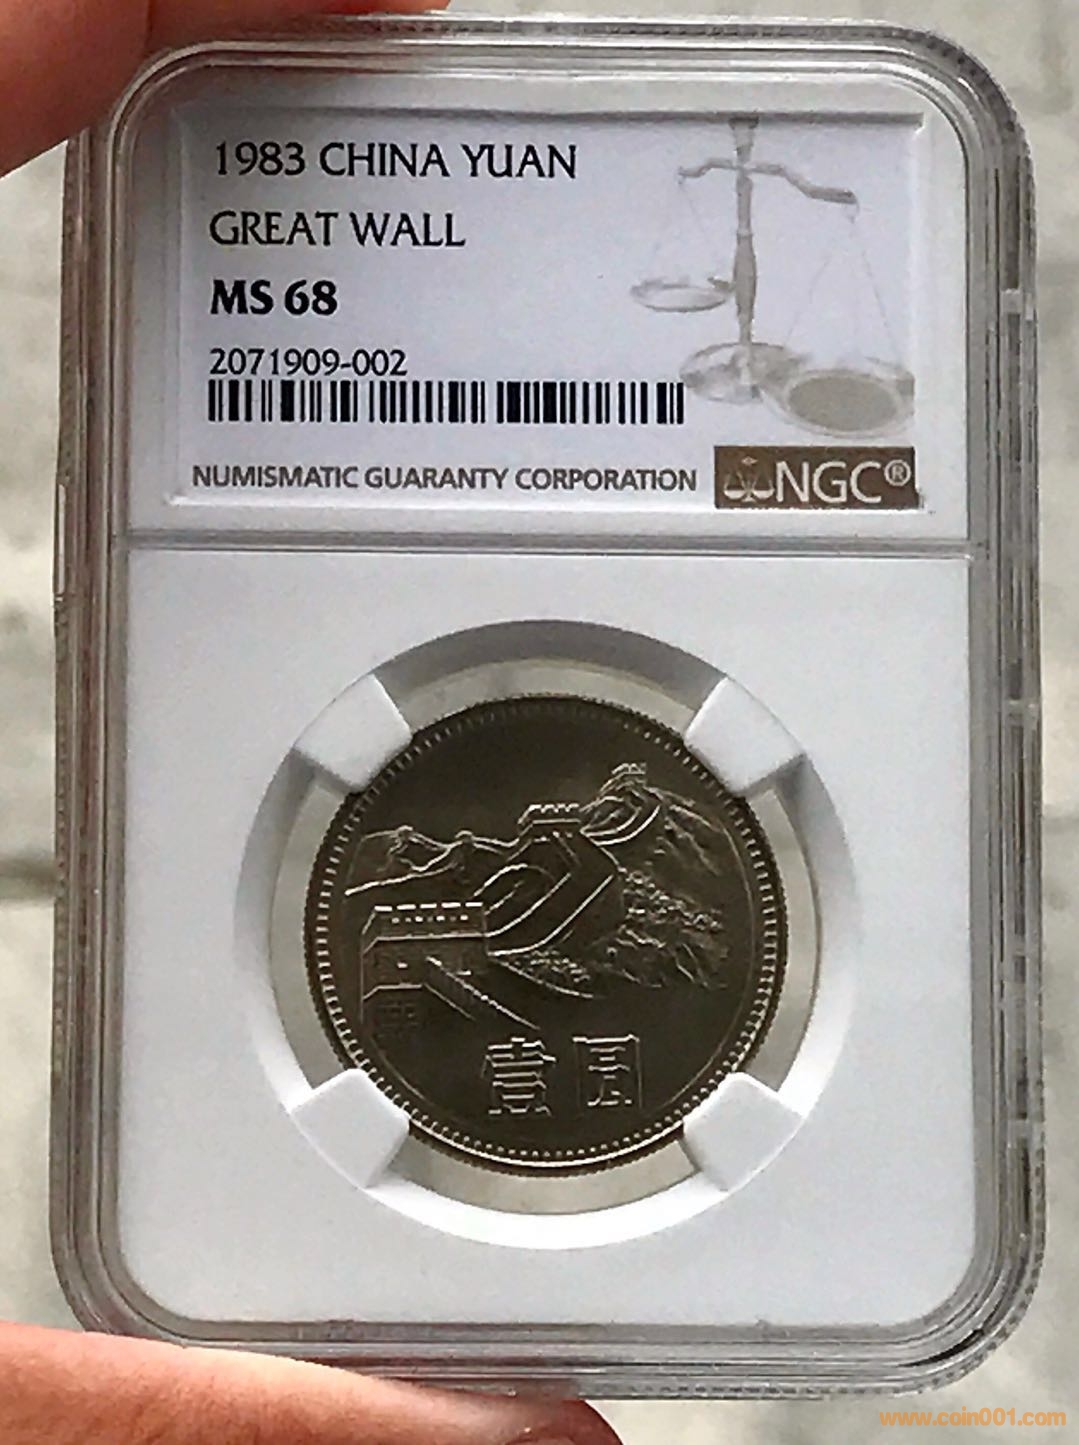 1983 CHINA YUAN
GREAT WALL
MS 68
2071909-002
NUMISMATIC GUARANTY CORPORATION NGC®
壹圆
www.coin001.com